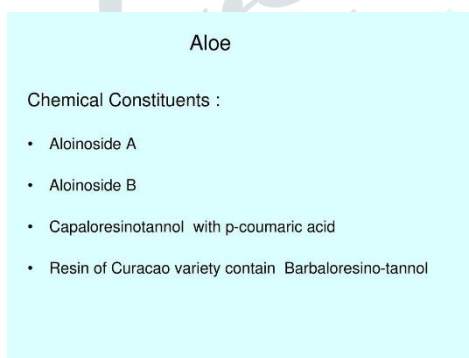 Aloe
Chemical Constituents :
• Aloinoside A
• Aloinoside B
• Capaloresinotannol with p-coumaric acid
• Resin of Curacao variety contain Barbaloresino-tannol